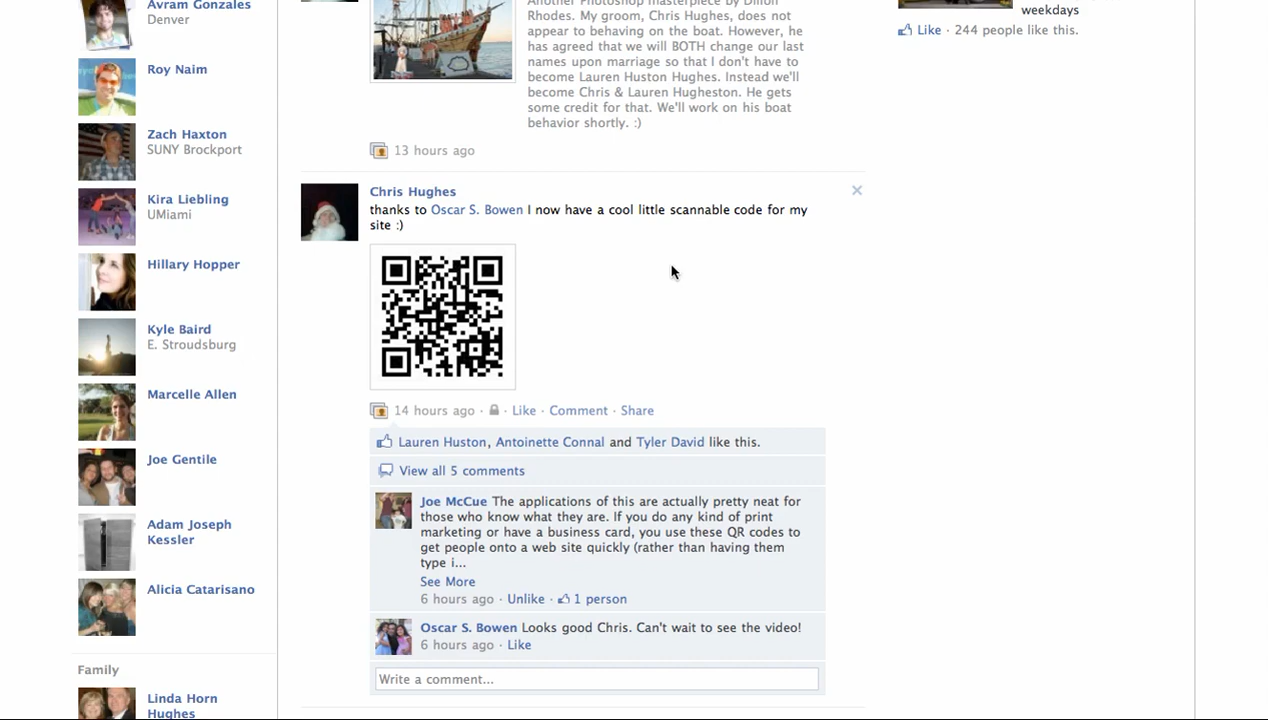 Avram Gonzales
Denver
Roy Naim
Zach Haxton
SUNY Brockport
Kira Liebling
UMiami
Hillary Hopper
Kyle Baird
E. Stroudsburg
Marcelle Allen
Joe Gentile
Adam Joseph
Kessler
Alicia Catarisano
Family
Linda Horn
Hughes
Another Photoshop masterpiece by Dillon
Rhodes. My groom, Chris Hughes, does not
appear to behaving on the boat. However, he
has agreed that we will BOTH change our last
names upon marriage so that I don't have to
become Lauren Huston Hughes. Instead we'll
become Chris & Lauren Hugheston. He gets
some credit for that. We'll work on his boat
behavior shortly. :)
13 hours ago
Chris Hughes
thanks to Oscar S. Bowen I now have a cool little scannable code for my
site :)
14 hours ago · Like · Comment · Share
Lauren Huston, Antoinette Connal and Tyler David like this.
View all 5 comments
Joe McCue The applications of this are actually pretty neat for
those who know what they are. If you do any kind of print
marketing or have a business card, you use these QR codes to
get people onto a web site quickly (rather than having them
type i...
See More
6 hours ago · Unlike · 1 person
Oscar S. Bowen Looks good Chris. Can't wait to see the video!
6 hours ago · Like
Write a comment...
weekdays
Like · 244 people like this.